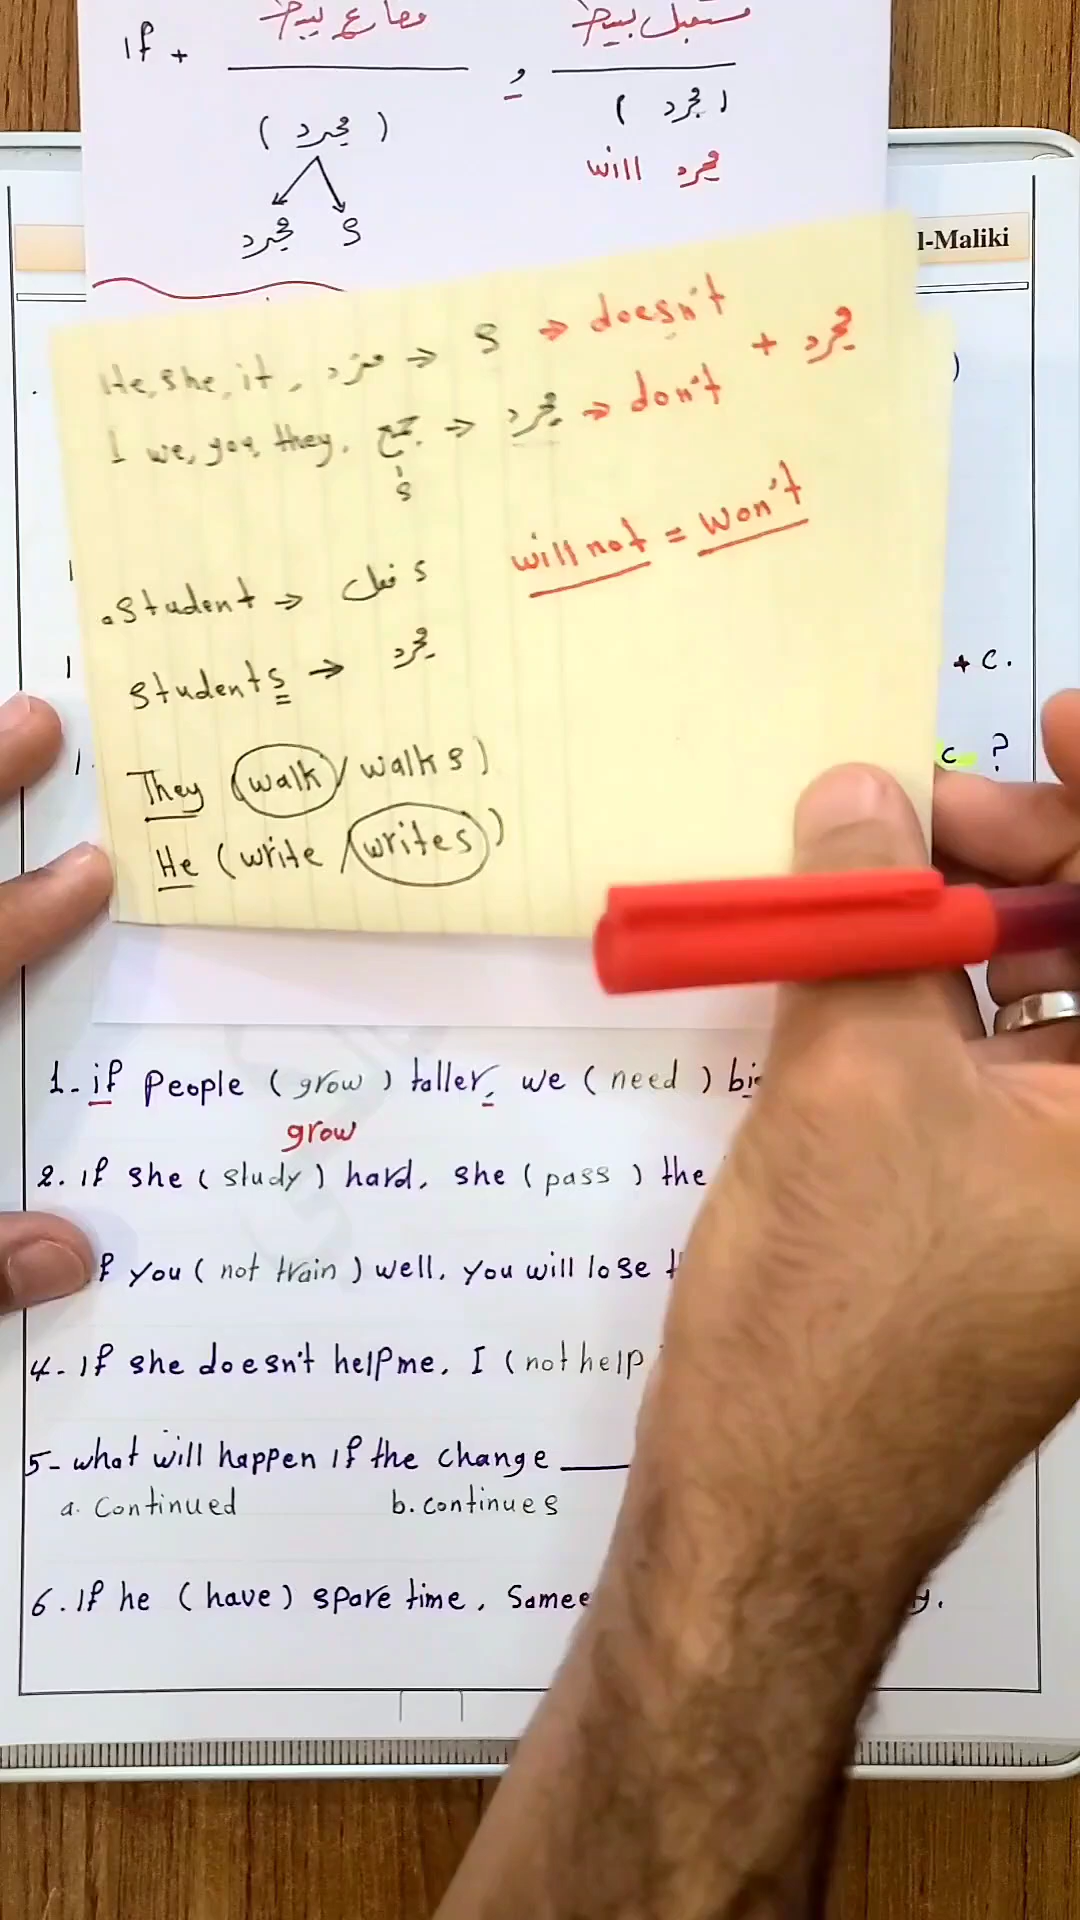 مضارع بسيط مستقبل بسيط
If + ,
( مجرد ) ( مجرد )
will مجرد
مجرد s
l-Maliki
He, she, it, مفرد → s → doesn't
+ مجرد
I we, you, they, جمع → مجرد → don't
s
will not = won't
Student → فعل s
+ c.
students → مجرد
1. c ?
They (walk / walks)
He (write / writes)
1- if people (grow) taller, we (need)
grow
2. If she (study) hard, she (pass) the
f you (not train) well, you will lose
4- If she doesn't help me, I (not help
5- what will happen if the change
a. Continued b. continues
6. If he (have) spare time, Samee y.